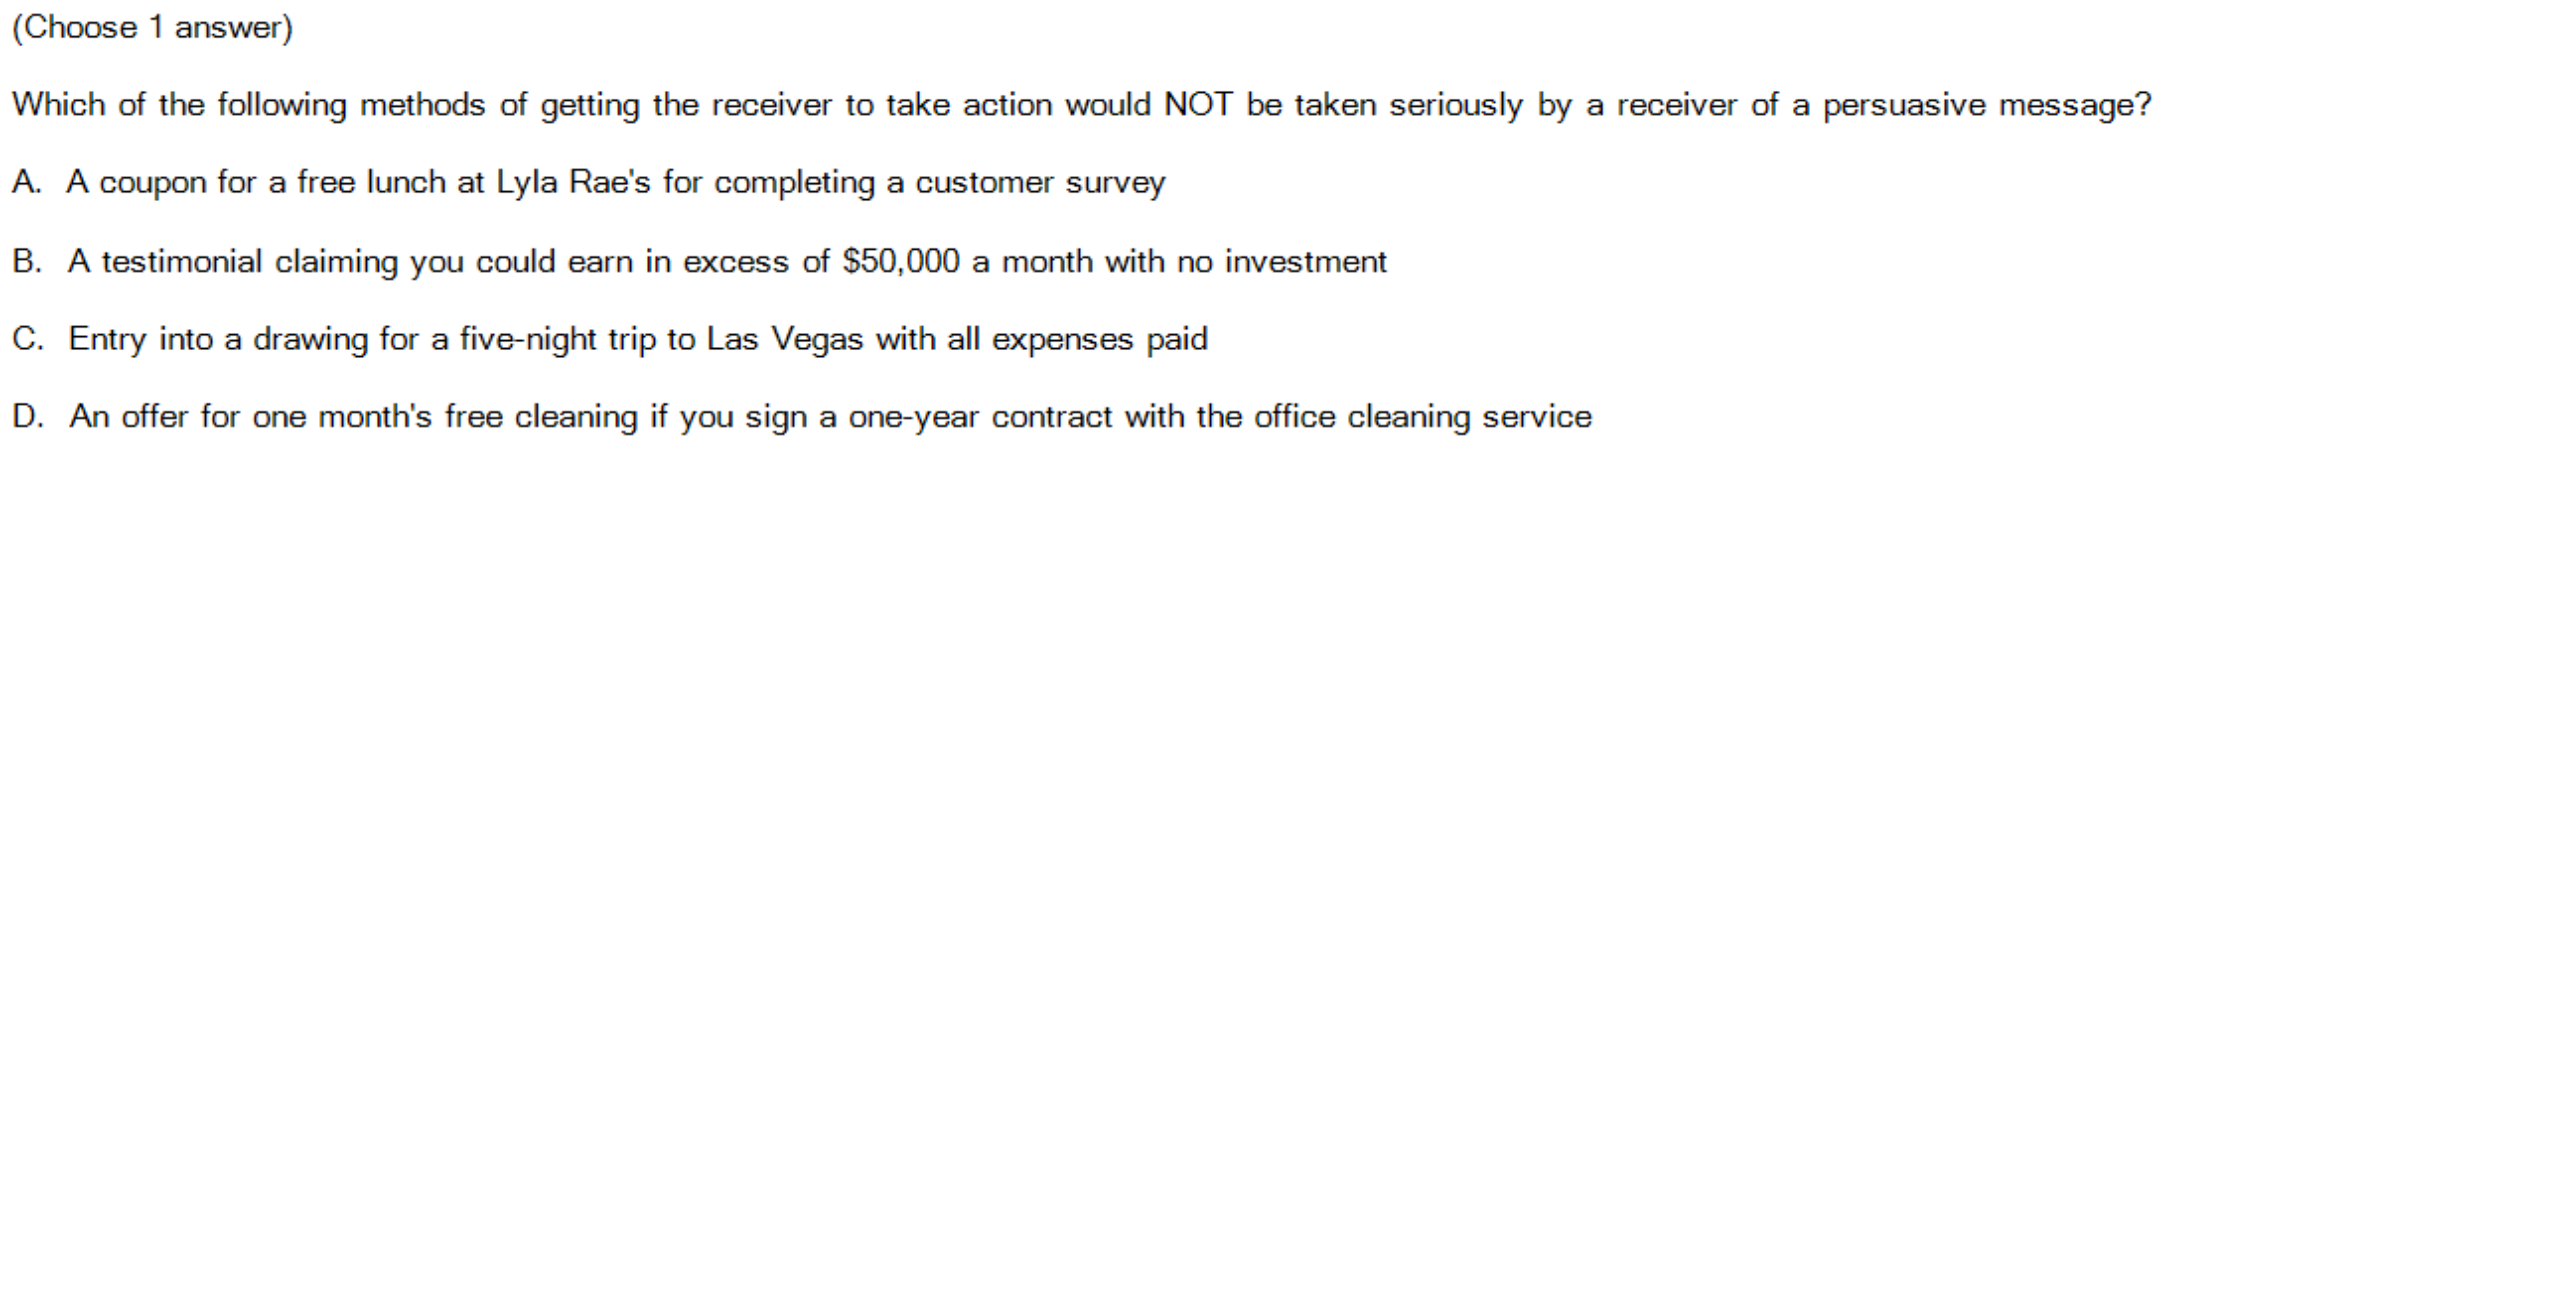 (Choose 1 answer)
Which of the following methods of getting the receiver to take action would NOT be taken seriously by a receiver of a persuasive message?
A. A coupon for a free lunch at Lyla Rae's for completing a customer survey
B. A testimonial claiming you could earn in excess of $50,000 a month with no investment
C. Entry into a drawing for a five-night trip to Las Vegas with all expenses paid
D. An offer for one month's free cleaning if you sign a one-year contract with the office cleaning service